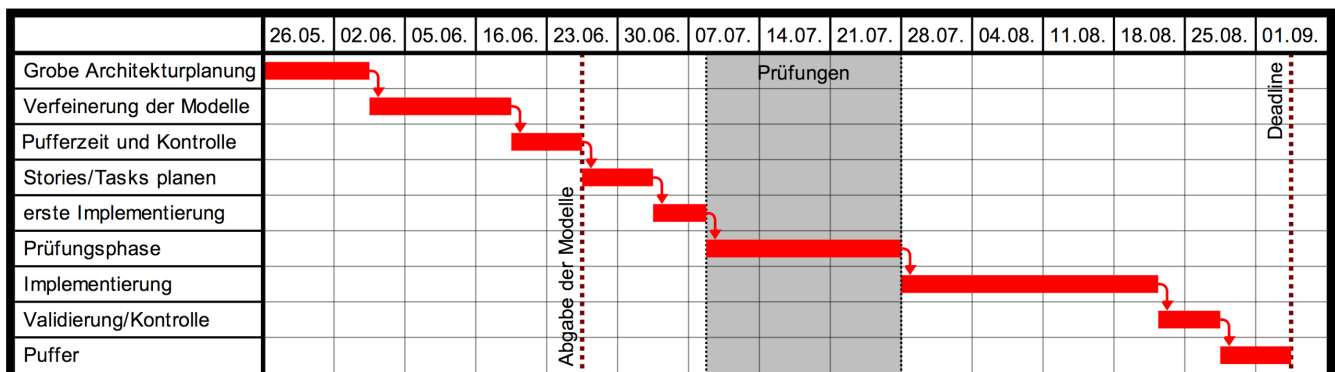 26.05. 02.06. 05.06. 16.06. 23.06. 30.06. 07.07. 14.07. 21.07. 28.07. 04.08. 11.08. 18.08. 25.08. 01.09.
Grobe Architekturplanung
Prüfungen
Deadline
Verfeinerung der Modelle
Pufferzeit und Kontrolle
Stories/Tasks planen
Abgabe der Modelle
erste Implementierung
Prüfungsphase
Implementierung
Validierung/Kontrolle
Puffer